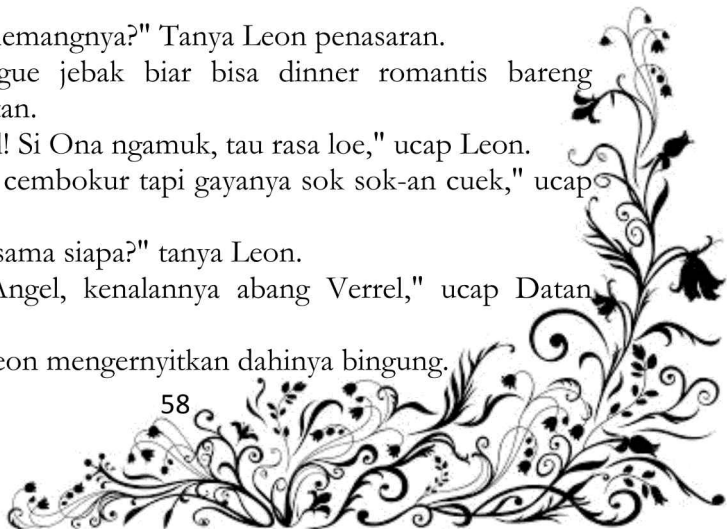 emangnya?" Tanya Leon penasaran.
gue jebak biar bisa dinner romantis bareng
tan.
! Si Ona ngamuk, tau rasa loe," ucap Leon.
cembokur tapi gayanya sok sok-an cuek," ucap
sama siapa?" tanya Leon.
Angel, kenalannya abang Verrel," ucap Datan
eon mengernyitkan dahinya bingung.
58